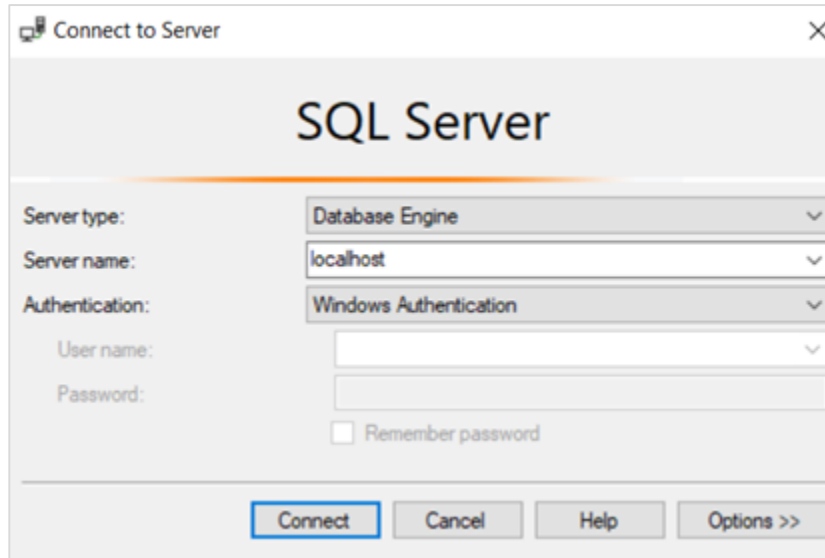 Connect to Server
SQL Server
Server type: Database Engine
Server name: localhost
Authentication: Windows Authentication
User name:
Password:
Remember password
Connect Cancel Help Options >>